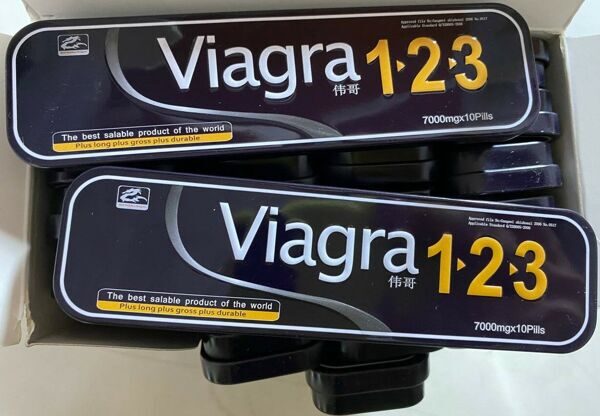 Viagra 1·2·3
伟哥
7000mgx10Pills
The best salable product of the world
Plus long plus gross plus durable
Viagra 1·2·3
伟哥
7000mgx10Pills
The best salable product of the world
Plus long plus gross plus durable